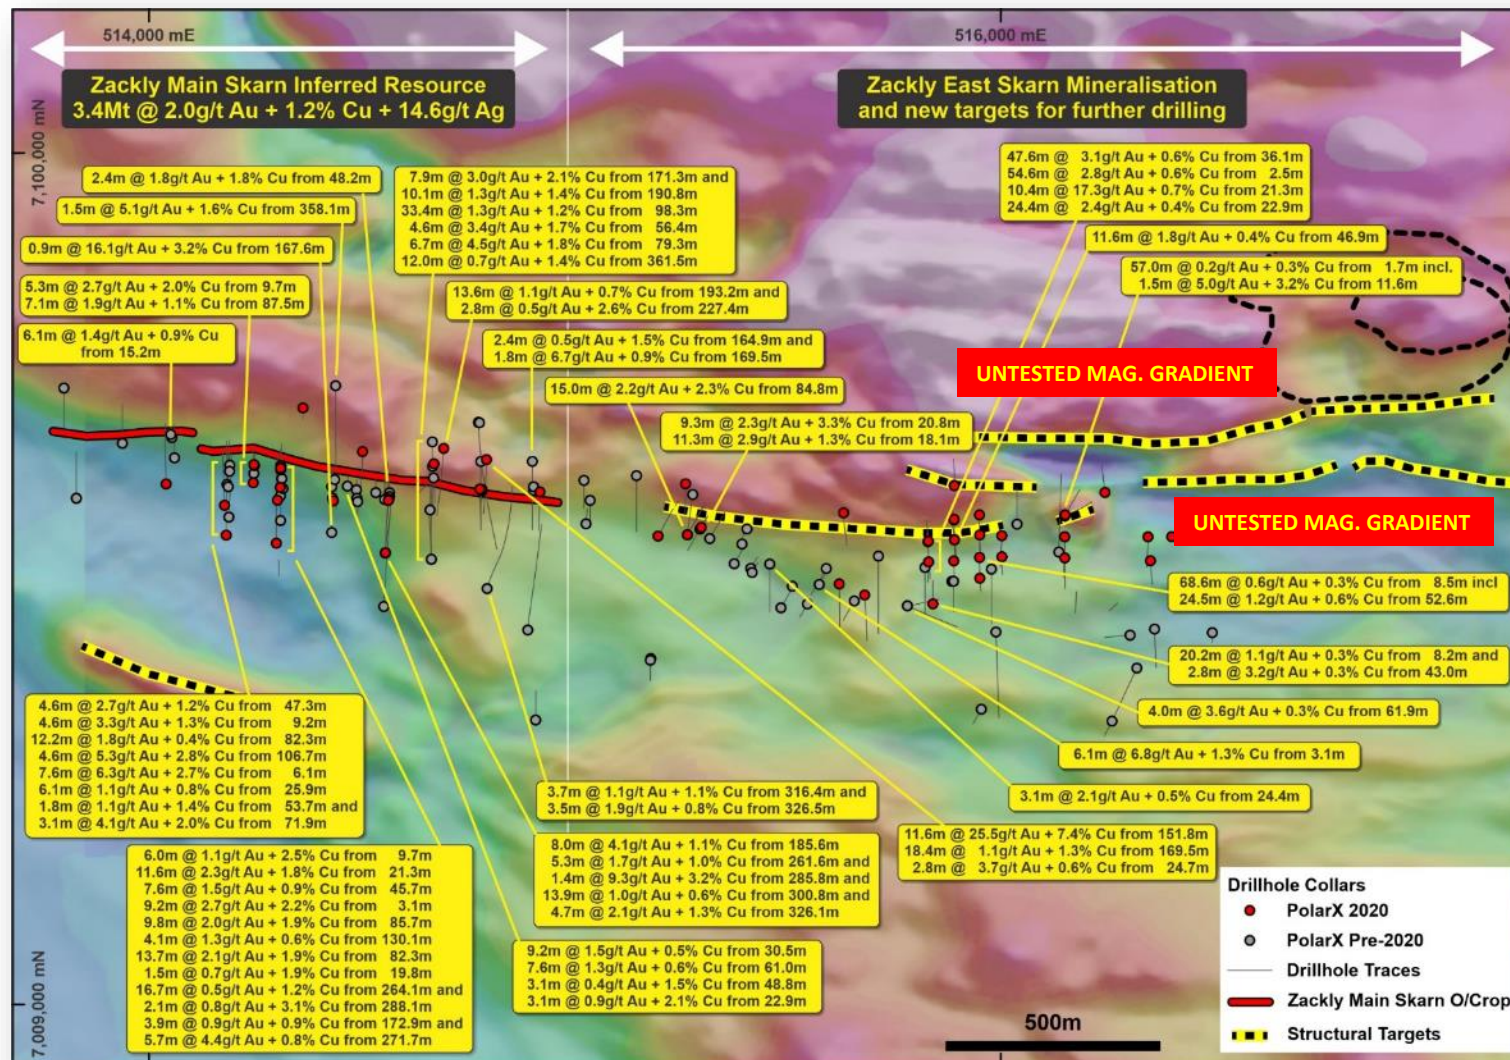 514,000 mE
516,000 mE
Zackly Main Skarn Inferred Resource
3.4Mt @ 2.0g/t Au + 1.2% Cu + 14.6g/t Ag
Zackly East Skarn Mineralisation
and new targets for further drilling
7,100,000 mN
2.4m @ 1.8g/t Au + 1.8% Cu from 48.2m
1.5m @ 5.1g/t Au + 1.6% Cu from 358.1m
0.9m @ 16.1g/t Au + 3.2% Cu from 167.6m
5.3m @ 2.7g/t Au + 2.0% Cu from 9.7m
7.1m @ 1.9g/t Au + 1.1% Cu from 87.5m
6.1m @ 1.4g/t Au + 0.9% Cu
from 15.2m
7.9m @ 3.0g/t Au + 2.1% Cu from 171.3m and
10.1m @ 1.3g/t Au + 1.4% Cu from 190.8m
33.4m @ 1.3g/t Au + 1.2% Cu from 98.3m
4.6m @ 3.4g/t Au + 1.7% Cu from 56.4m
6.7m @ 4.5g/t Au + 1.8% Cu from 79.3m
12.0m @ 0.7g/t Au + 1.4% Cu from 361.5m
13.6m @ 1.1g/t Au + 0.7% Cu from 193.2m and
2.8m @ 0.5g/t Au + 2.6% Cu from 227.4m
2.4m @ 0.5g/t Au + 1.5% Cu 164.9m and
1.8m @ 6.7g/t Au + 0.9% Cu 169.5m
15.0m @ 2.2g/t Au + 2.3% Cu from 84.8m
9.3m @ 2.3g/t Au + 3.3% Cu from 20.8m
11.3m @ 2.9g/t Au + 1.3% Cu from 18.1m
47.6m @ 3.1g/t Au + 0.6% Cu from 36.1m
54.6m @ 2.8g/t Au + 0.6% Cu from 2.5m
10.4m @ 17.3g/t Au + 0.7% Cu from 21.3m
24.4m @ 2.4g/t Au + 0.4% Cu from 22.9m
11.6m @ 1.8g/t Au + 0.4% Cu from 46.9m
57.0m @ 0.2g/t Au + 0.3% Cu from 1.7m incl.
1.5m @ 5.0g/t Au + 3.2% Cu from 11.6m
UNTESTED MAG. GRADIENT
UNTESTED MAG. GRADIENT
68.6m @ 0.6g/t Au + 0.3% Cu from 8.5m incl
24.5m @ 1.2g/t Au + 0.6% Cu from 52.6m
20.2m @ 1.1g/t Au + 0.3% Cu from 8.2m and
2.8m @ 3.2g/t Au + 0.3% Cu from 43.0m
4.0m @ 3.6g/t Au + 0.3% Cu from 61.9m
6.1m @ 6.8g/t Au + 1.3% Cu from 3.1m
3.1m @ 2.1g/t Au + 0.5% Cu from 24.4m
11.6m @ 25.5g/t Au + 7.4% Cu from 151.8m
18.4m @ 1.1g/t Au + 1.3% Cu from 169.5m
2.8m @ 3.7g/t Au + 0.6% Cu from 24.7m
4.6m @ 2.7g/t Au + 1.2% Cu from 47.3m
4.6m @ 3.3g/t Au + 1.3% Cu from 9.2m
12.2m @ 1.8g/t Au + 0.4% Cu from 82.3m
4.6m @ 5.3g/t Au + 2.8% Cu from 106.7m
7.6m @ 6.3g/t Au + 2.7% Cu from 6.1m
6.1m @ 1.1g/t Au + 0.8% Cu from 25.9m
1.8m @ 1.1g/t Au + 1.4% Cu from 53.7m and
3.1m @ 4.1g/t Au + 2.0% Cu from 71.9m
3.7m @ 1.1g/t Au + 1.1% Cu from 316.4m and
3.5m @ 1.9g/t Au + 0.8% Cu from 326.5m
8.0m @ 4.1g/t Au + 1.1% Cu from 185.6m
5.3m @ 1.7g/t Au + 1.0% Cu from 261.6m and
1.4m @ 9.3g/t Au + 3.2% Cu from 285.8m and
13.9m @ 1.0g/t Au + 0.6% Cu from 300.8m and
4.7m @ 2.1g/t Au + 1.3% Cu from 326.1m
6.0m @ 1.1g/t Au + 2.5% Cu from 9.7m
11.6m @ 2.3g/t Au + 1.8% Cu from 21.3m
7.6m @ 1.5g/t Au + 0.9% Cu from 45.7m
9.2m @ 2.7g/t Au + 2.2% Cu from 3.1m
9.8m @ 2.0g/t Au + 1.9% Cu from 85.7m
4.1m @ 1.3g/t Au + 0.6% Cu from 130.1m
13.7m @ 2.1g/t Au + 1.9% Cu from 82.3m
1.5m @ 0.7g/t Au + 1.9% Cu from 19.8m
16.7m @ 0.5g/t Au + 1.2% Cu from 264.1m and
2.1m @ 0.8g/t Au + 3.1% Cu from 288.1m
3.9m @ 0.9g/t Au + 0.9% Cu from 172.9m and
5.7m @ 4.4g/t Au + 0.8% Cu from 271.7m
9.2m @ 1.5g/t Au + 0.5% Cu from 30.5m
7.6m @ 1.3g/t Au + 0.6% Cu from 61.0m
3.1m @ 0.4g/t Au + 1.5% Cu from 48.8m
3.1m @ 0.9g/t Au + 2.1% Cu from 22.9m
7,009,000 mN
500m
Drillhole Collars
PolarX 2020
PolarX Pre-2020
Drillhole Traces
Zackly Main Skarn O/Crop
Structural Targets